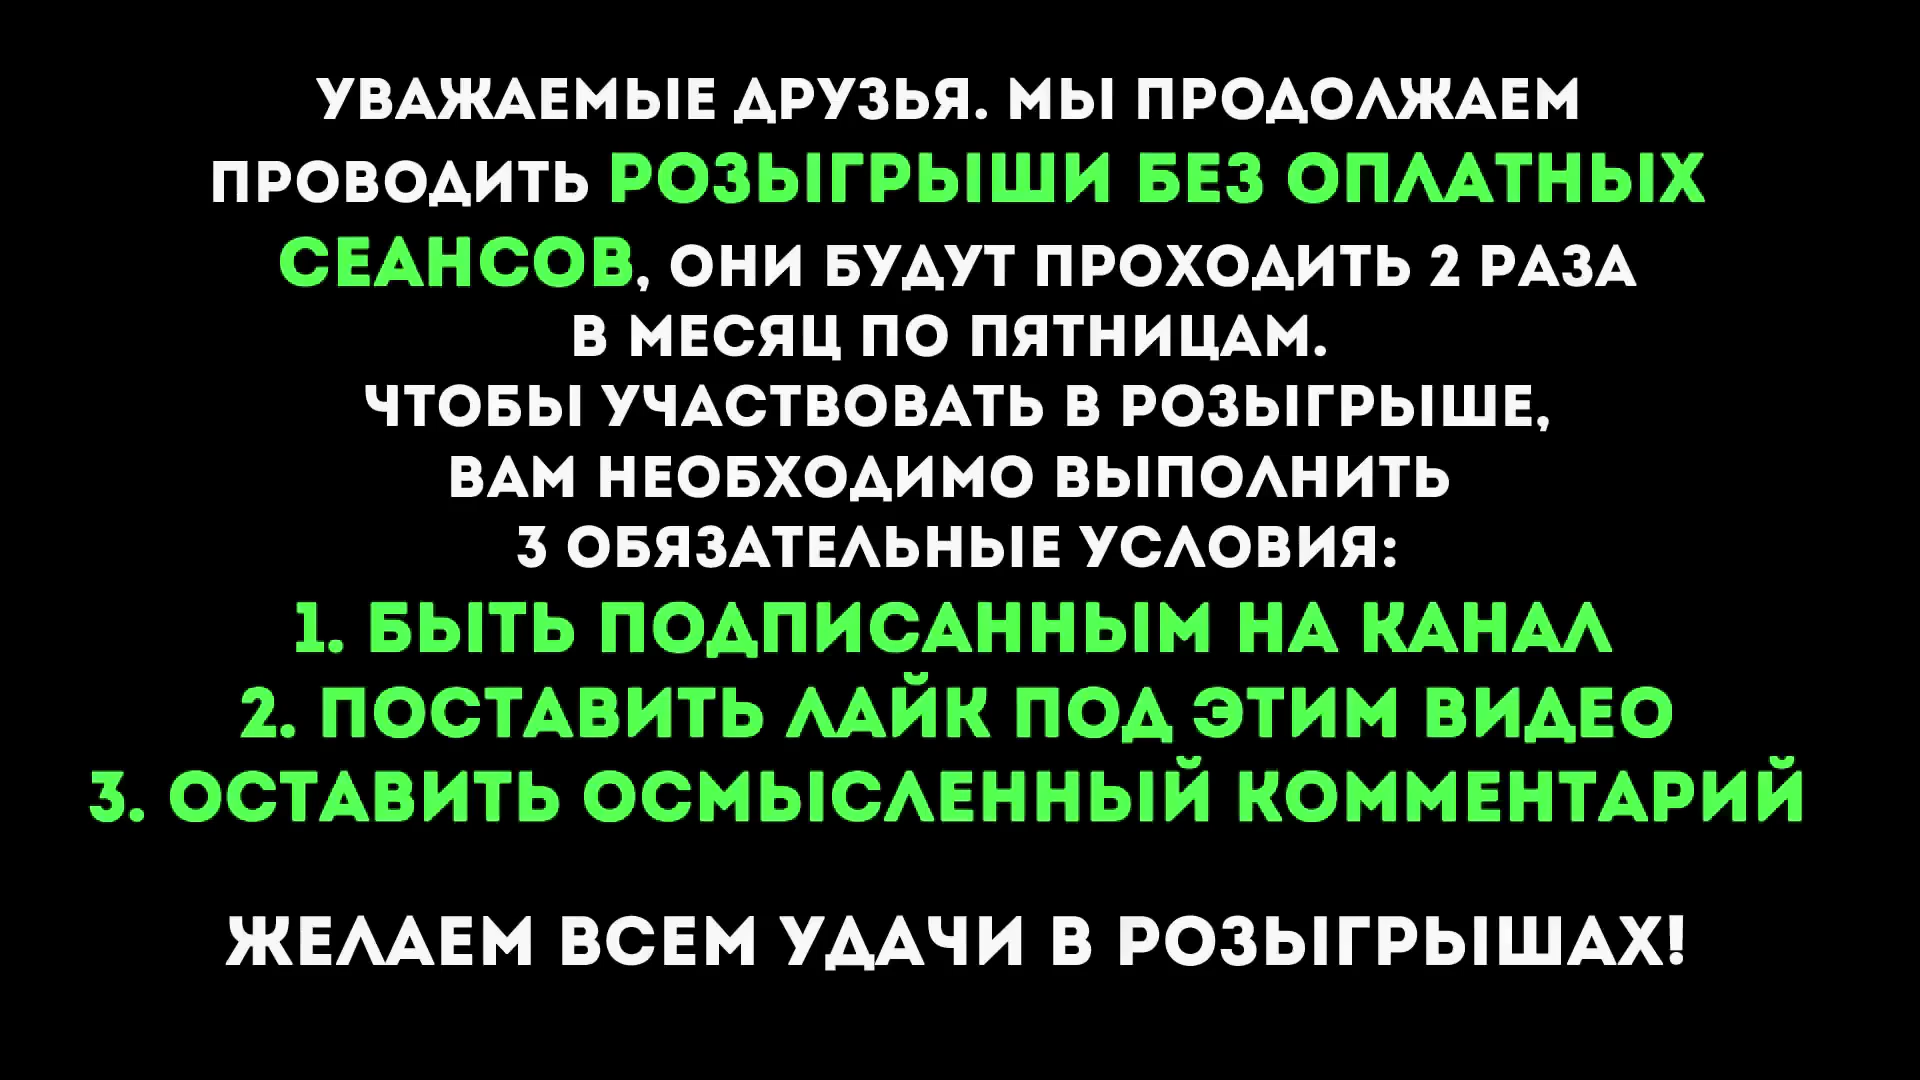 УВАЖАЕМЫЕ ДРУЗЬЯ. МЫ ПРОДОЛЖАЕМ
ПРОВОДИТЬ РОЗЫГРЫШИ БЕЗ ОПЛАТНЫХ
СЕАНСОВ, ОНИ БУДУТ ПРОХОДИТЬ 2 РАЗА
В МЕСЯЦ ПО ПЯТНИЦАМ.
ЧТОБЫ УЧАСТВОВАТЬ В РОЗЫГРЫШЕ,
ВАМ НЕОБХОДИМО ВЫПОЛНИТЬ
3 ОБЯЗАТЕЛЬНЫЕ УСЛОВИЯ:
1. БЫТЬ ПОДПИСАННЫМ НА КАНАЛ
2. ПОСТАВИТЬ ЛАЙК ПОД ЭТИМ ВИДЕО
3. ОСТАВИТЬ ОСМЫСЛЕННЫЙ КОММЕНТАРИЙ
ЖЕЛАЕМ ВСЕМ УДАЧИ В РОЗЫГРЫШАХ!